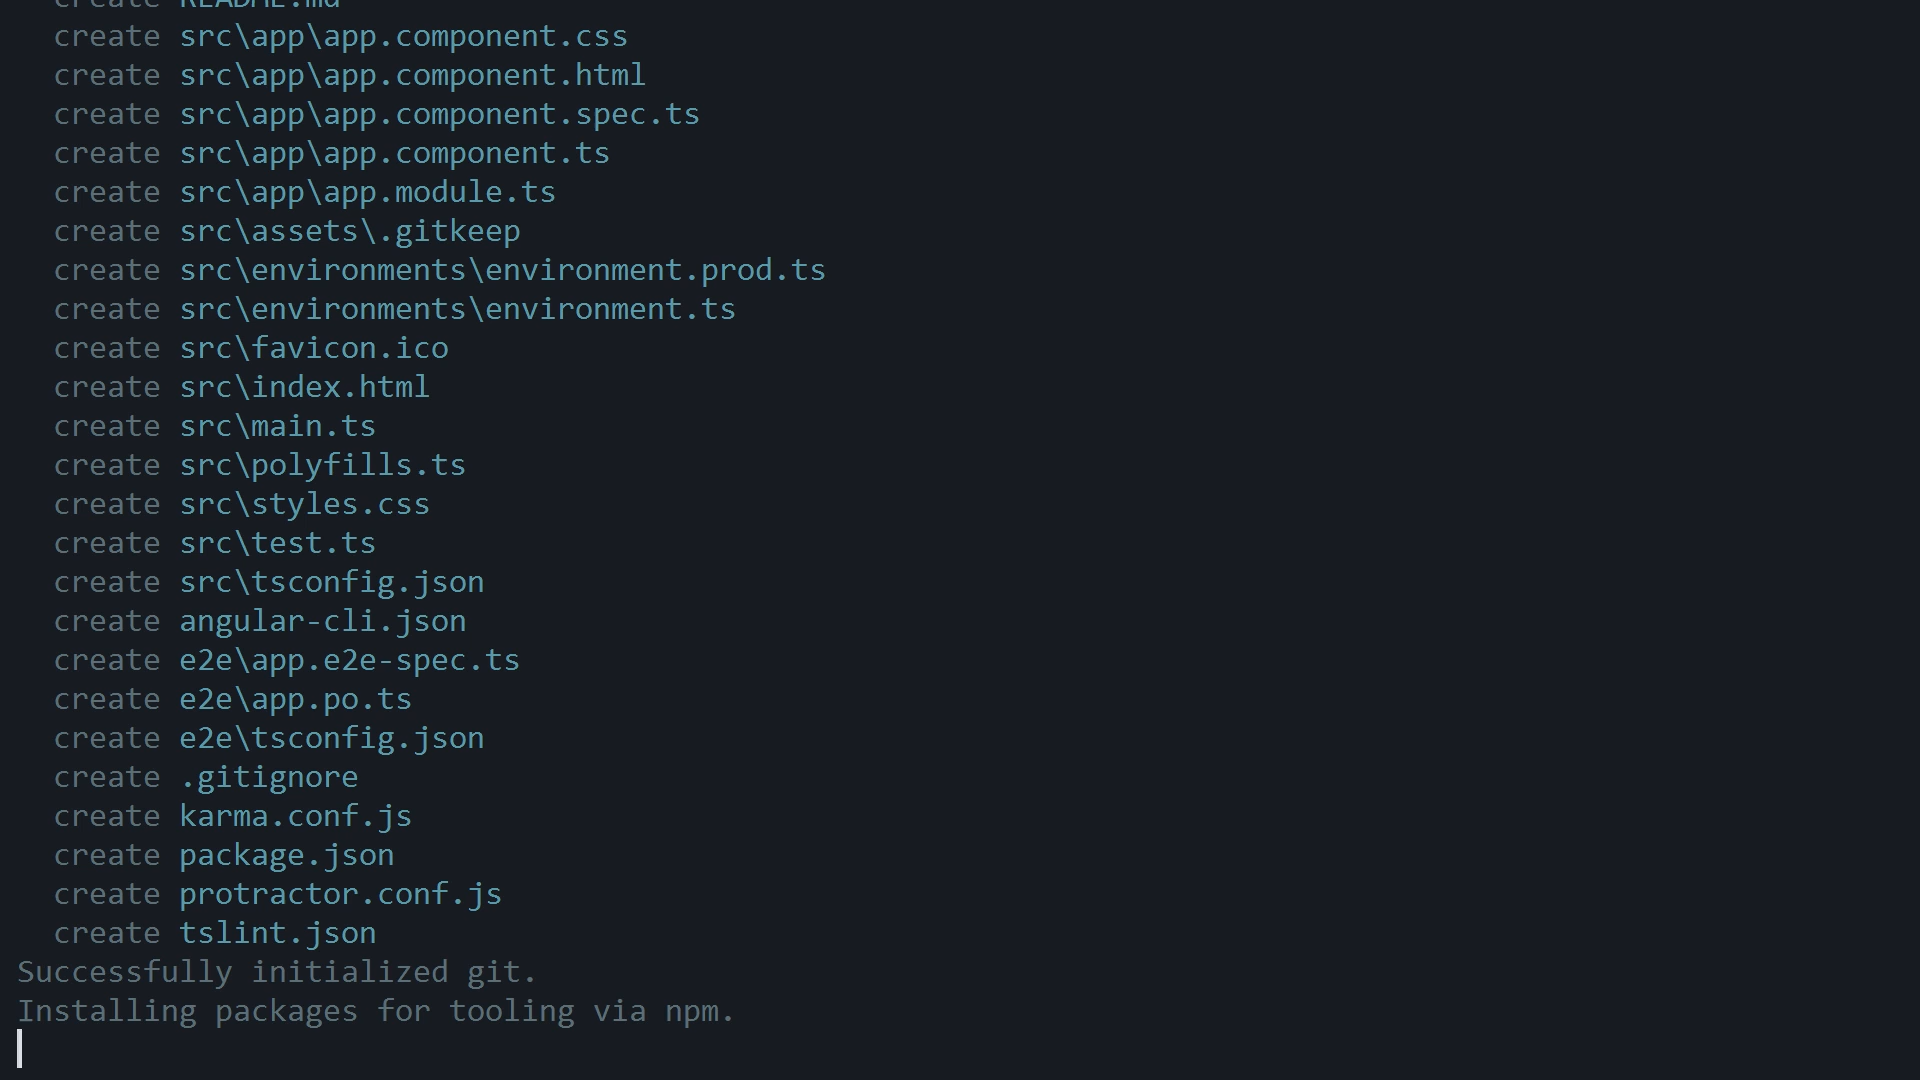 create README.md
create src\app\app.component.css
create src\app\app.component.html
create src\app\app.component.spec.ts
create src\app\app.component.ts
create src\app\app.module.ts
create src\assets\.gitkeep
create src\environments\environment.prod.ts
create src\environments\environment.ts
create src\favicon.ico
create src\index.html
create src\main.ts
create src\polyfills.ts
create src\styles.css
create src\test.ts
create src\tsconfig.json
create angular-cli.json
create e2e\app.e2e-spec.ts
create e2e\app.po.ts
create e2e\tsconfig.json
create .gitignore
create karma.conf.js
create package.json
create protractor.conf.js
create tslint.json
Successfully initialized git.
Installing packages for tooling via npm.